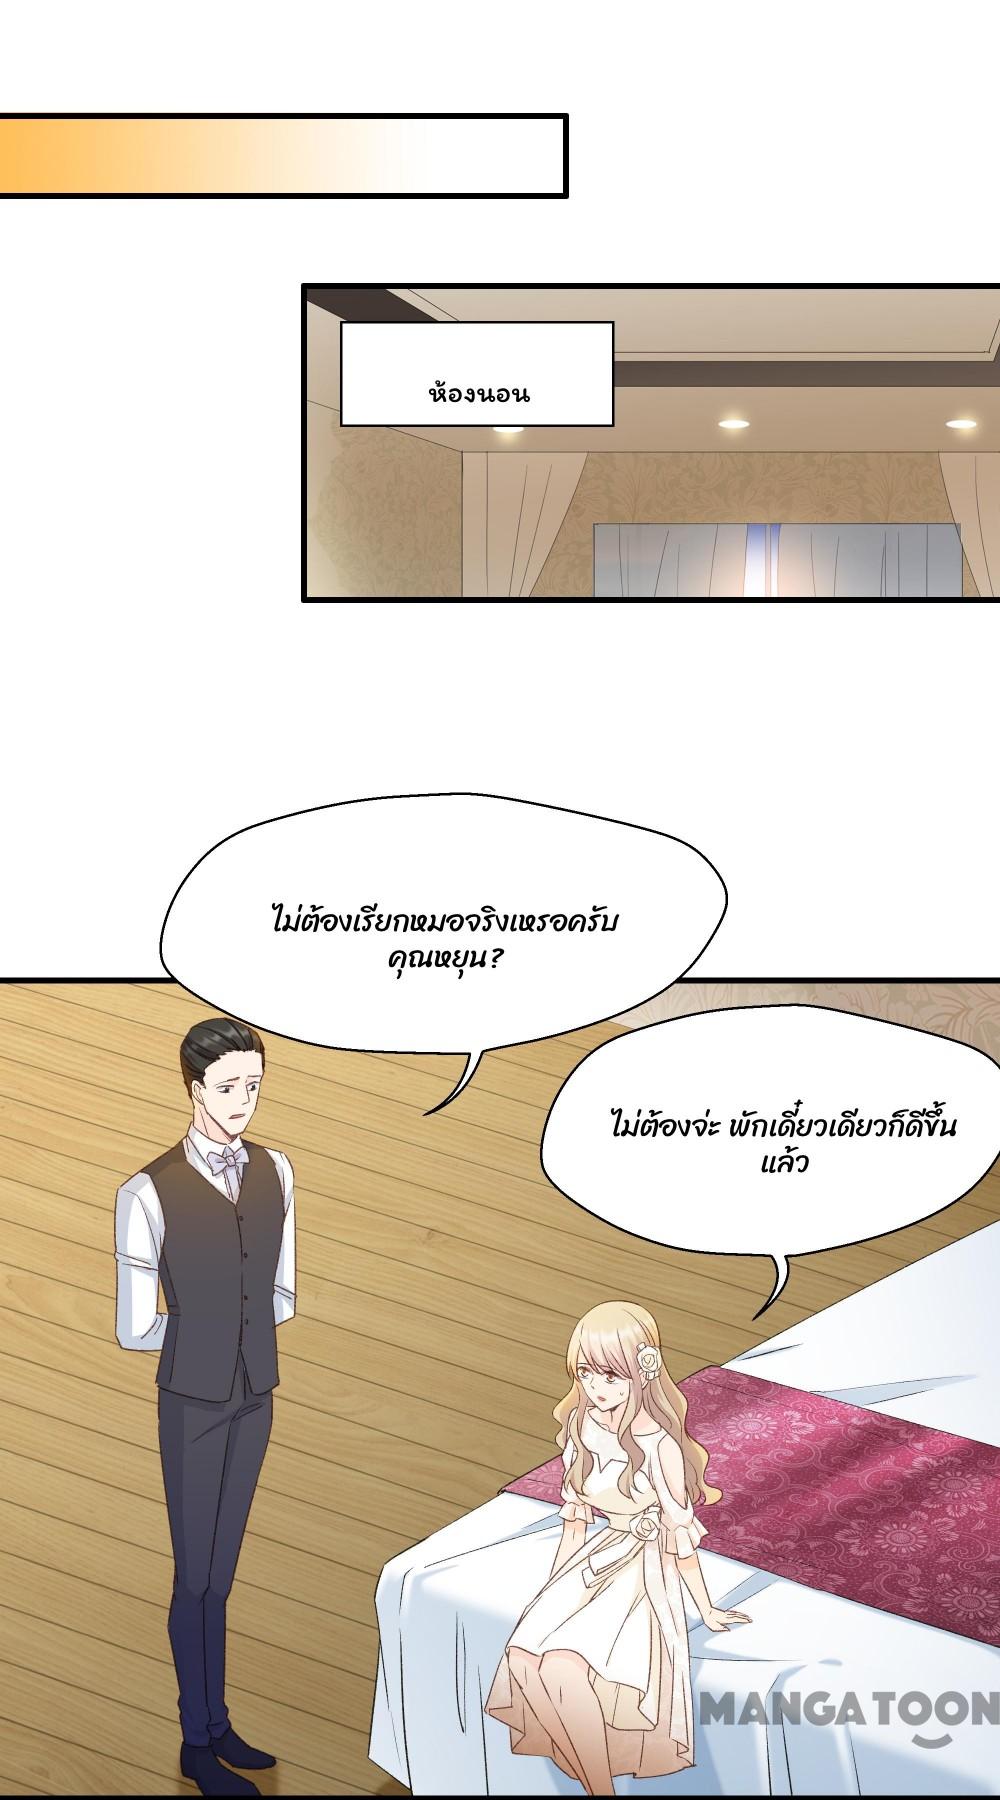 ห้องนอน
ไม่ต้องเรียกหมอจริงเหรอครับ
คุณหยุน?
ไม่ต้องจ่ะ พักเดี๋ยวเดียวก็ดีขึ้น
แล้ว
MANGATOON